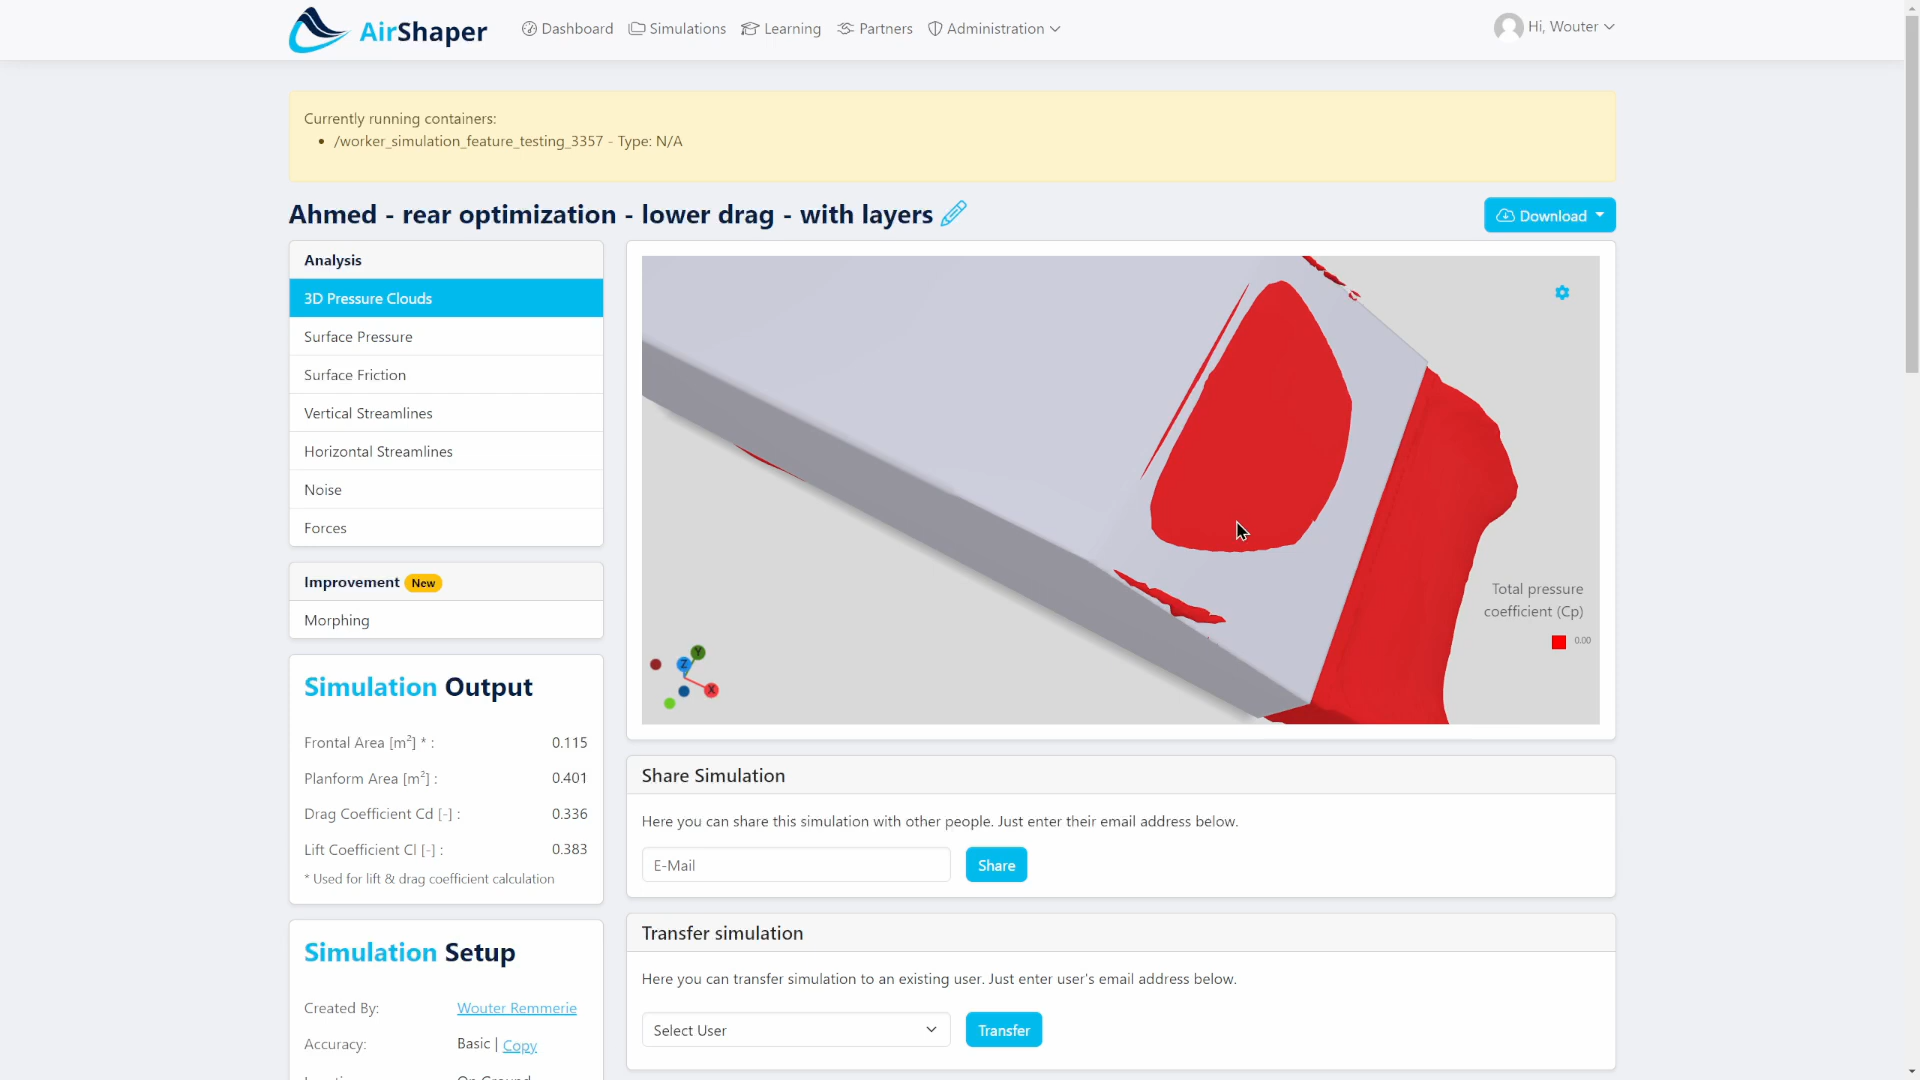 AirShaper
Dashboard
Simulations
Learning
Partners
Administration
Hi, Wouter
Currently running containers:
• /worker_simulation_feature_testing_3357 - Type: N/A
Ahmed - rear optimization - lower drag - with layers
Download
Analysis
3D Pressure Clouds
Surface Pressure
Surface Friction
Vertical Streamlines
Horizontal Streamlines
Noise
Forces
Improvement New
Morphing
Simulation Output
Frontal Area [m²] * : 0.115
Planform Area [m²] : 0.401
Drag Coefficient Cd [-] : 0.336
Lift Coefficient Cl [-] : 0.383
* Used for lift & drag coefficient calculation
Simulation Setup
Created By: Wouter Remmerie
Accuracy: Basic | Copy
Total pressure
coefficient (Cp)
0.00
Y
Z
X
Share Simulation
Here you can share this simulation with other people. Just enter their email address below.
E-Mail
Share
Transfer simulation
Here you can transfer simulation to an existing user. Just enter user's email address below.
Select User
Transfer